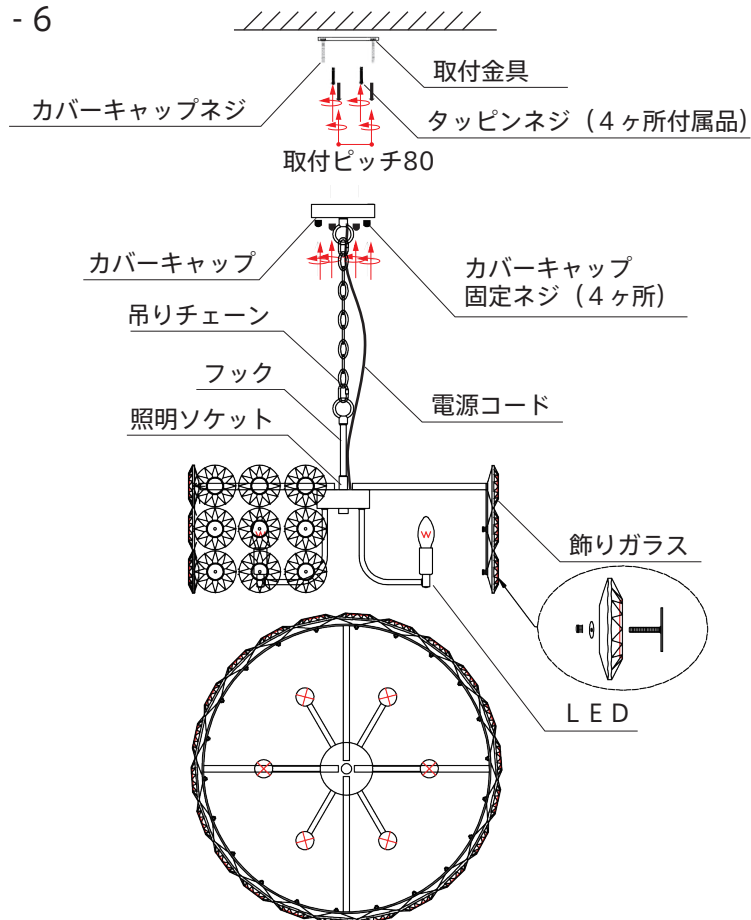 - 6
取付金具
カバーキャップネジ
タッピンネジ（４ヶ所付属品）
取付ピッチ80
カバーキャップ
カバーキャップ
固定ネジ（４ヶ所）
吊りチェーン
フック
電源コード
照明ソケット
飾りガラス
ＬＥＤ